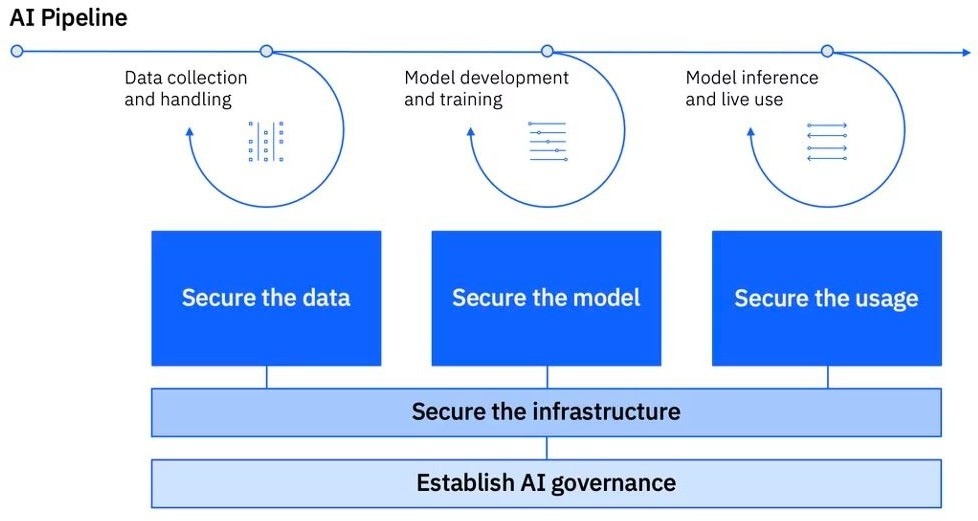 AI Pipeline
Data collection
and handling
Model development
and training
Model inference
and live use
Secure the data
Secure the model
Secure the usage
Secure the infrastructure
Establish AI governance